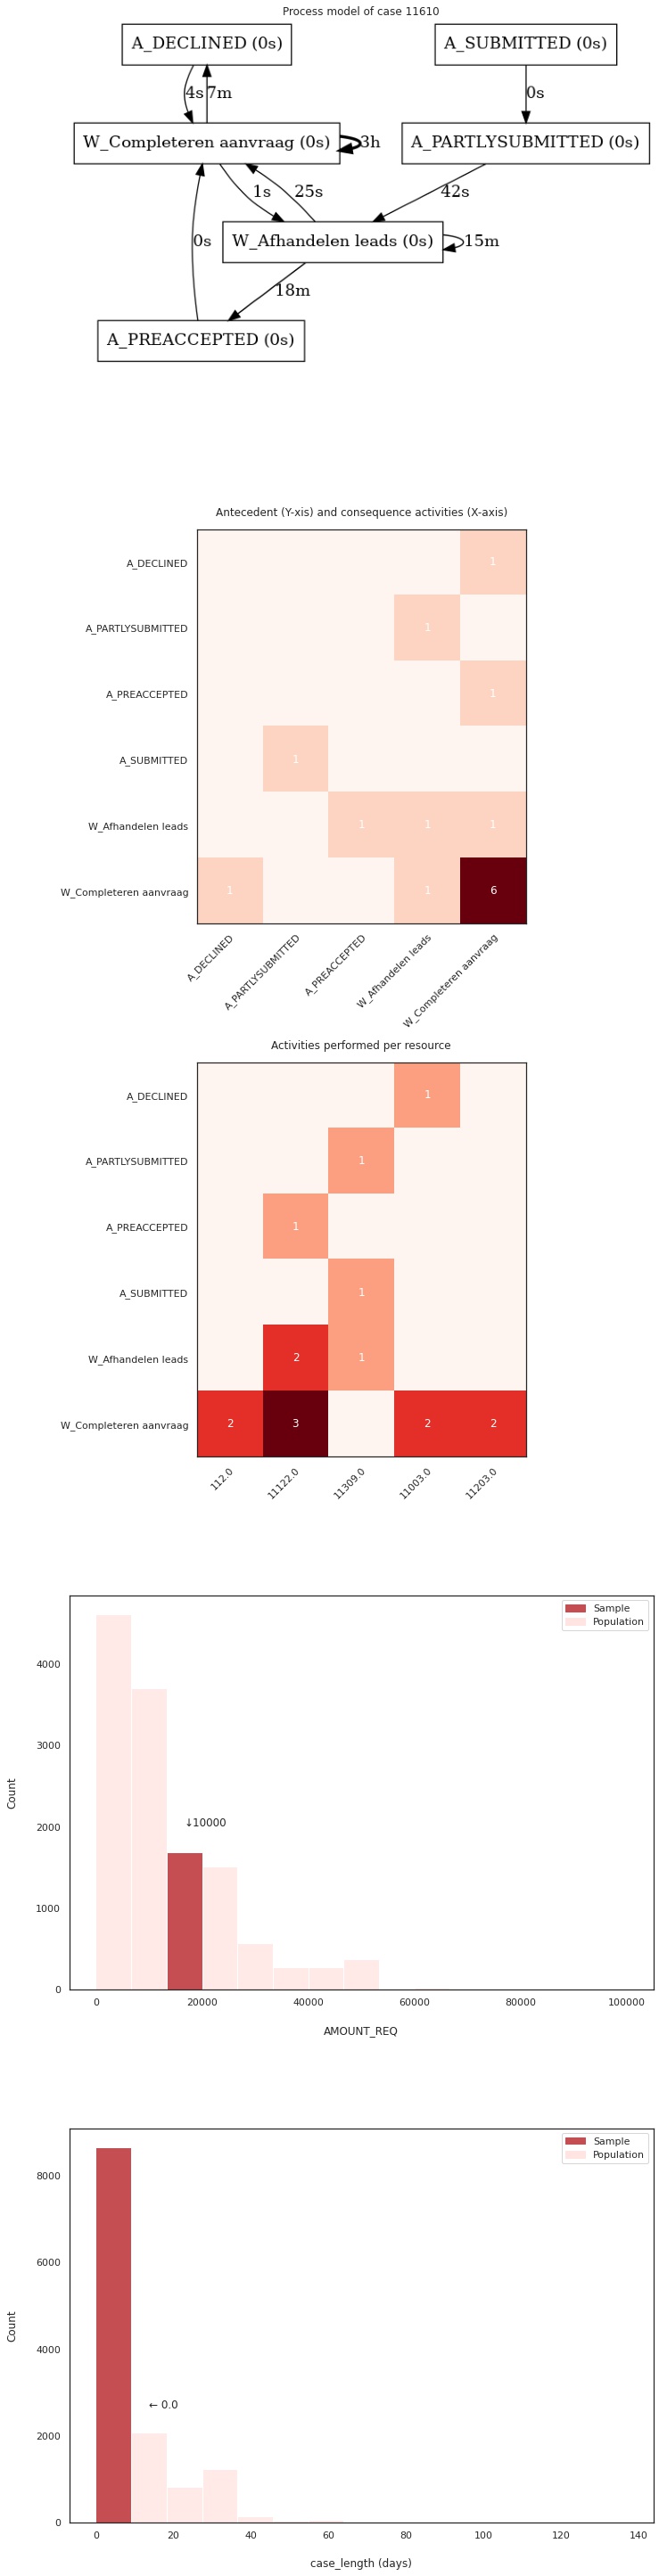 Process model of case 11610
A_DECLINED (0s)
A_SUBMITTED (0s)
4s
7m
0s
W_Completeren aanvraag (0s)
3h
A_PARTLYSUBMITTED (0s)
1s
25s
42s
0s
W_Afhandelen leads (0s)
15m
18m
A_PREACCEPTED (0s)
Antecedent (Y-xis) and consequence activities (X-axis)
A_DECLINED
1
A_PARTLYSUBMITTED
1
A_PREACCEPTED
1
A_SUBMITTED
1
W_Afhandelen leads
1
1
1
W_Completeren aanvraag
1
1
6
A_DECLINED
A_PARTLYSUBMITTED
A_PREACCEPTED
W_Afhandelen leads
W_Completeren aanvraag
Activities performed per resource
A_DECLINED
1
A_PARTLYSUBMITTED
1
A_PREACCEPTED
1
A_SUBMITTED
1
W_Afhandelen leads
2
1
W_Completeren aanvraag
2
3
2
2
112.0
11122.0
11309.0
11003.0
11203.0
Sample
Population
4000
3000
2000
1000
0
Count
↓10000
0
20000
40000
60000
80000
100000
AMOUNT_REQ
Sample
Population
8000
6000
4000
2000
0
Count
← 0.0
0
20
40
60
80
100
120
140
case_length (days)